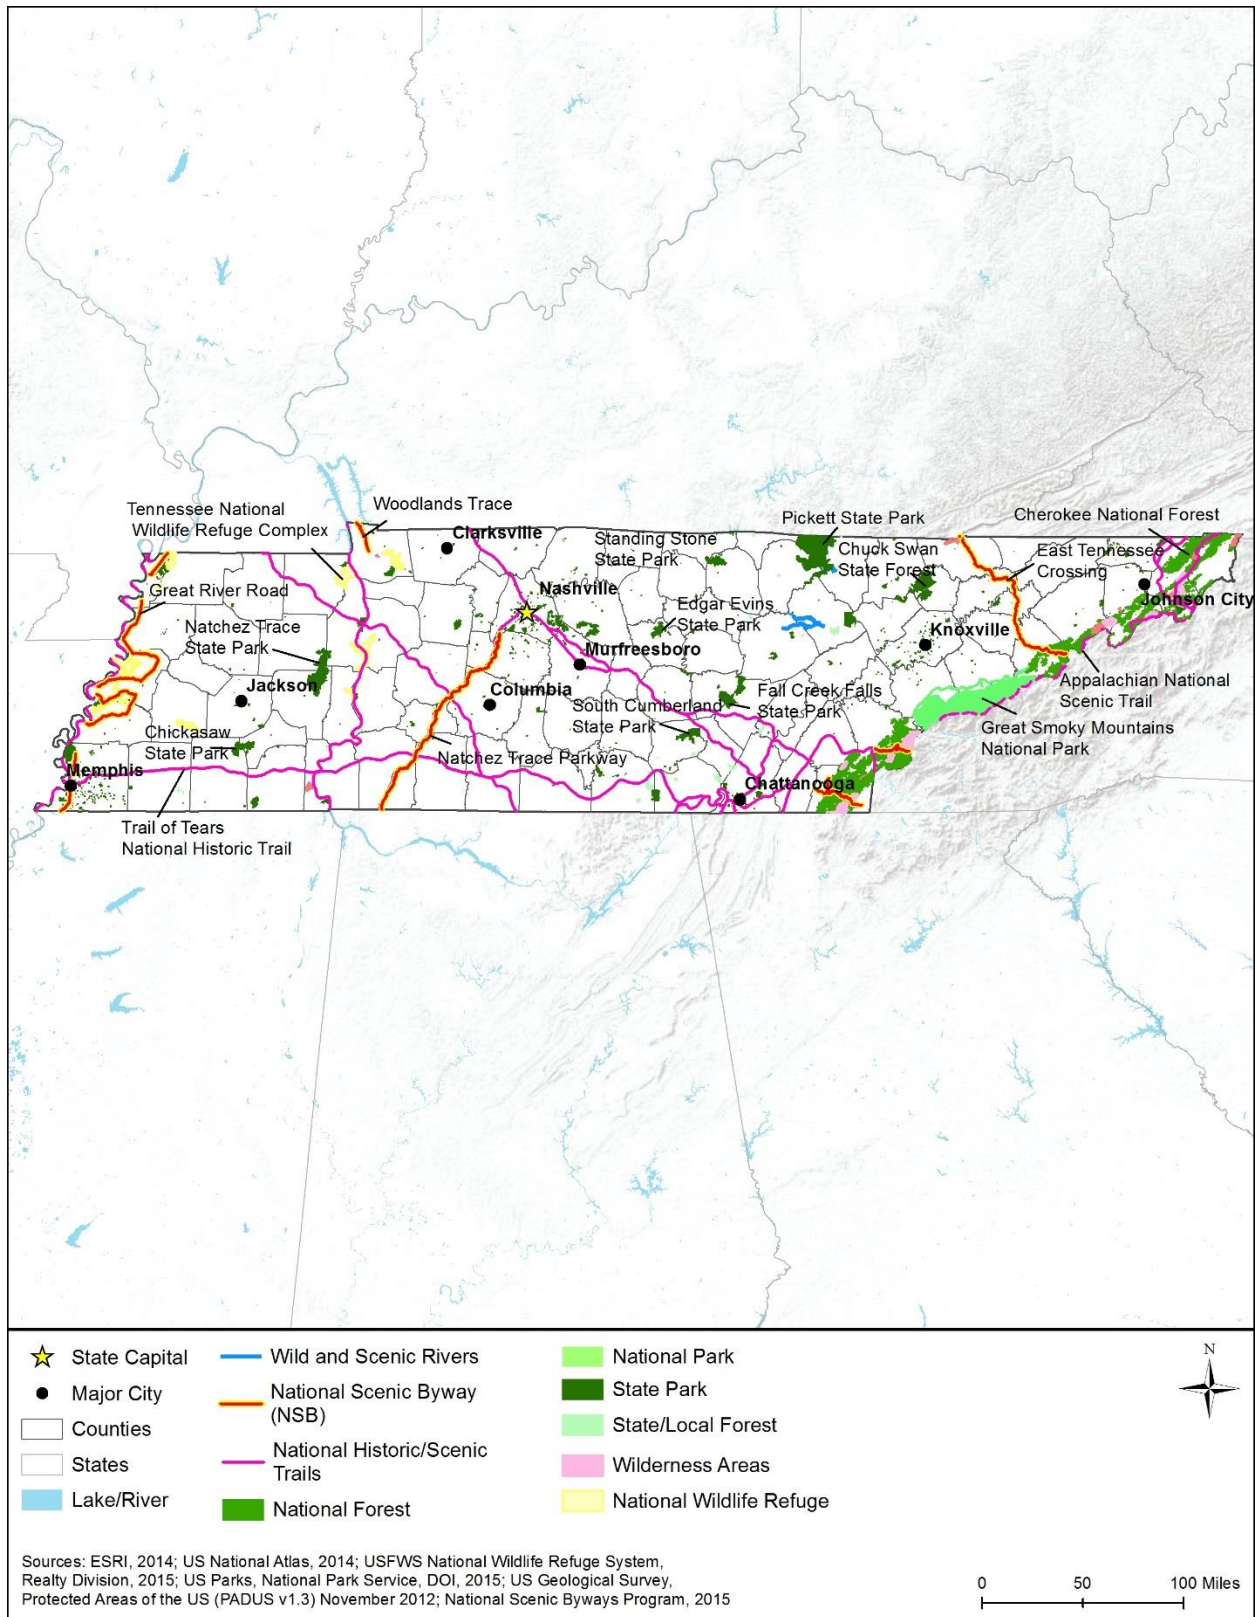 Tennessee National
Wildlife Refuge Complex
Woodlands Trace
Clarksville
Standing Stone
State Park
Pickett State Park
Chuck Swan
State Forest
Cherokee National Forest
East Tennessee
Crossing
Johnson City
Great River Road
Nashville
Natchez Trace
State Park
Edgar Evins
State Park
Knoxville
Murfreesboro
Jackson
Columbia
South Cumberland
State Park
Fall Creek Falls
State Park
Appalachian National
Scenic Trail
Great Smoky Mountains
National Park
Chickasaw
State Park
Natchez Trace Parkway
Memphis
Chattanooga
Trail of Tears
National Historic Trail
State Capital
Major City
Counties
States
Lake/River
Wild and Scenic Rivers
National Scenic Byway
(NSB)
National Historic/Scenic
Trails
National Forest
National Park
State Park
State/Local Forest
Wilderness Areas
National Wildlife Refuge
N
Sources: ESRI, 2014; US National Atlas, 2014; USFWS National Wildlife Refuge System,
Realty Division, 2015; US Parks, National Park Service, DOI, 2015; US Geological Survey,
Protected Areas of the US (PADUS v1.3) November 2012; National Scenic Byways Program, 2015
0 50 100 Miles